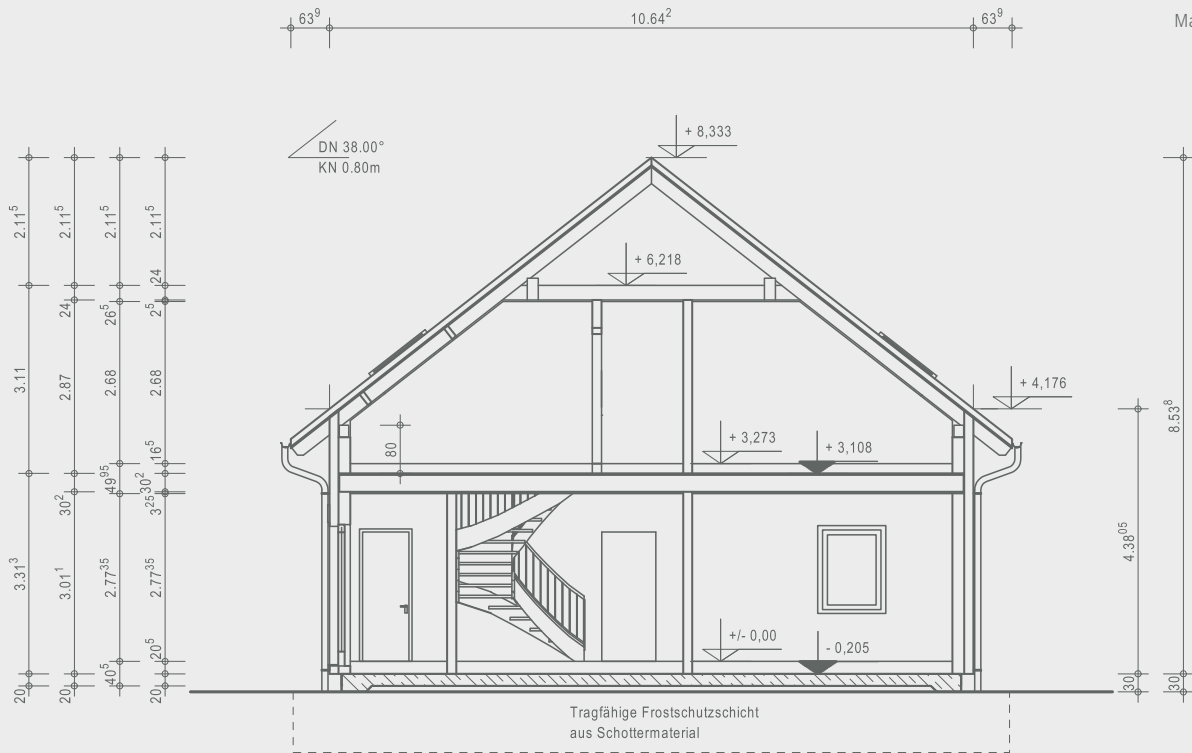 63⁹ 10.64² 63⁹ Ma
DN 38.00°
KN 0.80m
+ 8,333
+ 6,218
+ 4,176
+ 3,273
+ 3,108
80
+/- 0,00
- 0,205
Tragfähige Frostschutzschicht
aus Schottermaterial
2.11⁵ 2.11⁵ 2.11⁵ 2.11⁵
24
24 26⁵ 2⁵
3.11 2.87 2.68 2.68
16⁵
30² 49⁹⁵ 3²⁵ 30²
3.31³ 3.01¹ 2.77³⁵ 2.77³⁵
40⁵ 20⁵
20 20 20
4.38⁰⁵
8.53⁸
30 30